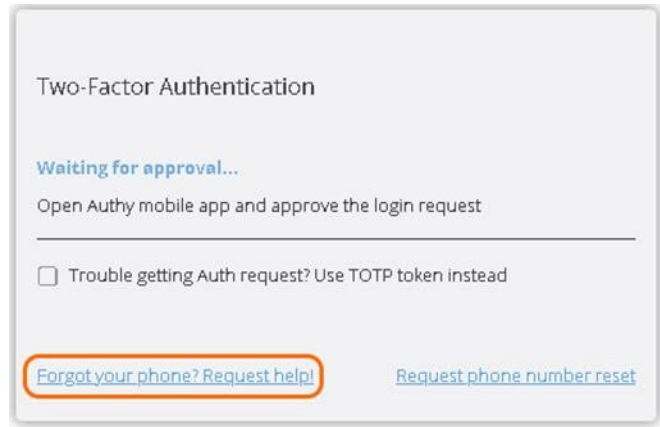 Two-Factor Authentication
Waiting for approval...
Open Authy mobile app and approve the login request
Trouble getting Auth request? Use TOTP token instead
Forgot your phone? Request help!
Request phone number reset